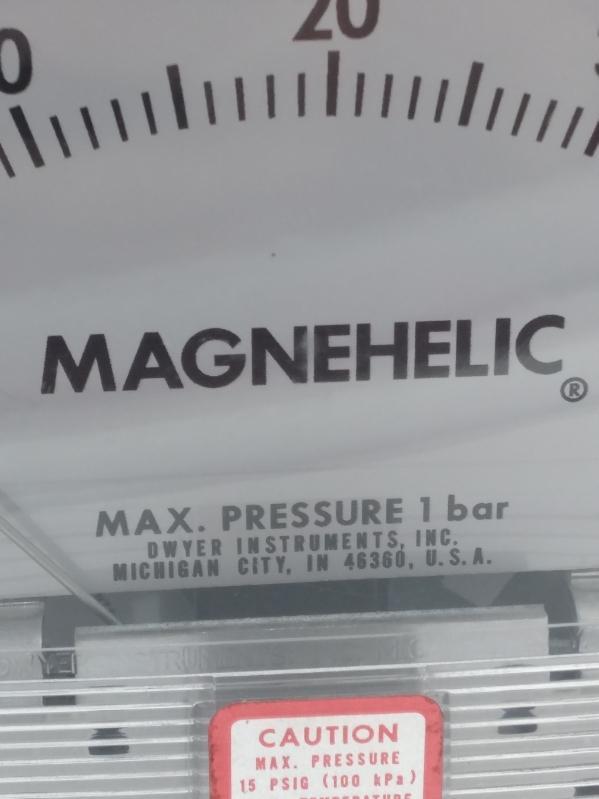 20
MAGNEHELIC®
MAX. PRESSURE 1 bar
DWYER INSTRUMENTS, INC.
MICHIGAN CITY, IN 46360, U.S.A.
CAUTION
MAX. PRESSURE
15 PSIG (100 kPa)